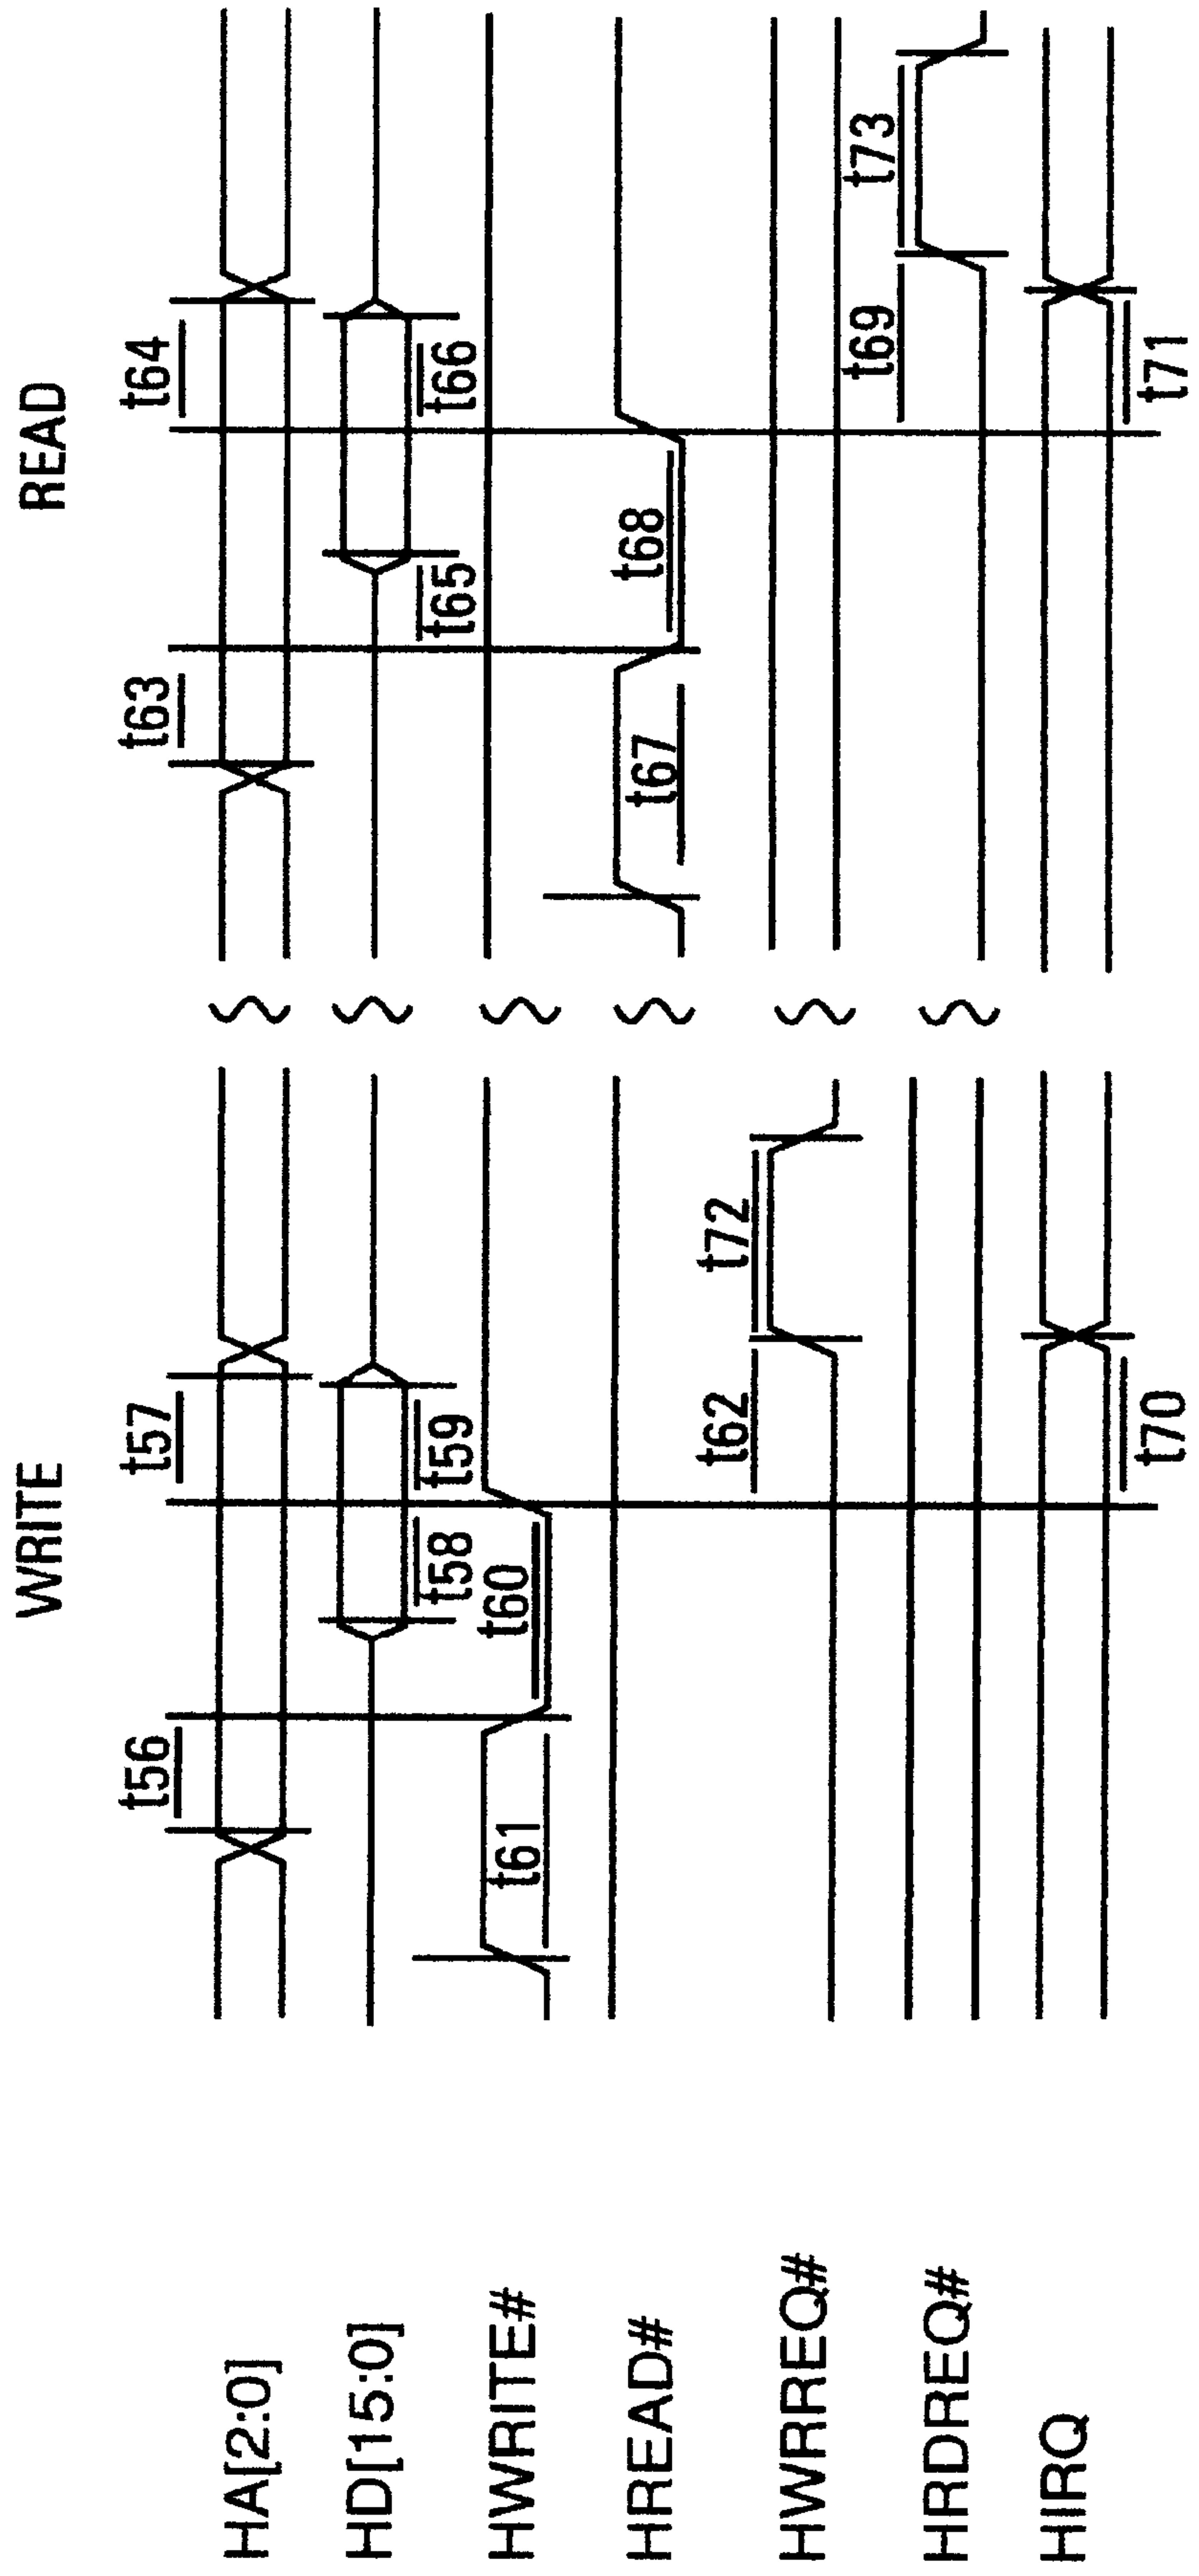 WRITE
READ
t56
t57
t63
t64
HA[2:0]
HD[15:0]
t58
t59
t65
t66
HWRITE#
t61
t60
HREAD#
t67
t68
HWRREQ#
t62
t72
HRDREQ#
t69
t73
HIRQ
t70
t71